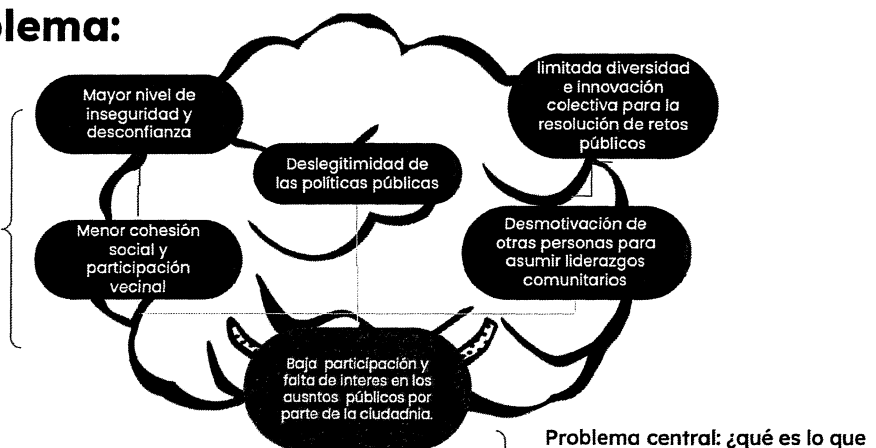 olema:
Mayor nivel de
inseguridad y
desconfianza
limitada diversidad
e innovación
colectiva para la
resolución de retos
públicos
Deslegitimidad de
las políticas públicas
Menor cohesión
social y
participación
vecinal
Desmotivación de
otras personas para
asumir liderazgos
comunitarios
Baja participación y
falta de interes en los
ausntos públicos por
parte de la ciudadnia.
Problema central: ¿qué es lo que